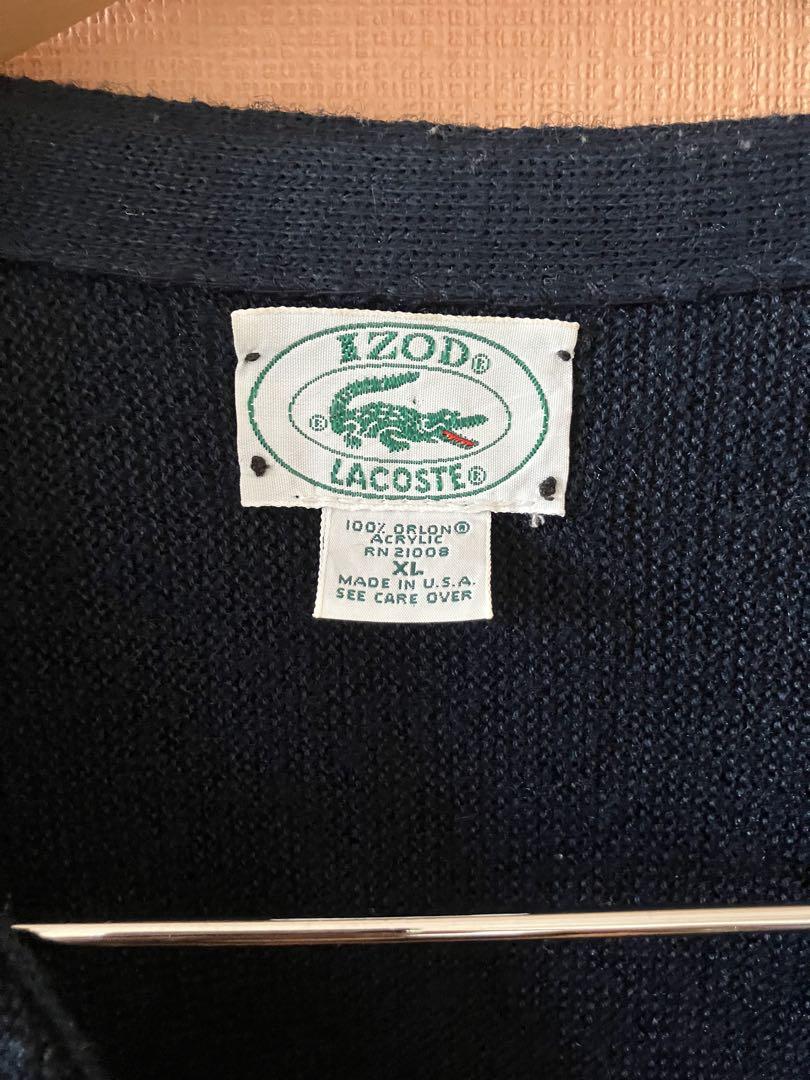 IZOD®
®
LACOSTE®
100% ORLON®
ACRYLIC
RN 21008
XL
MADE IN U.S.A.
SEE CARE OVER